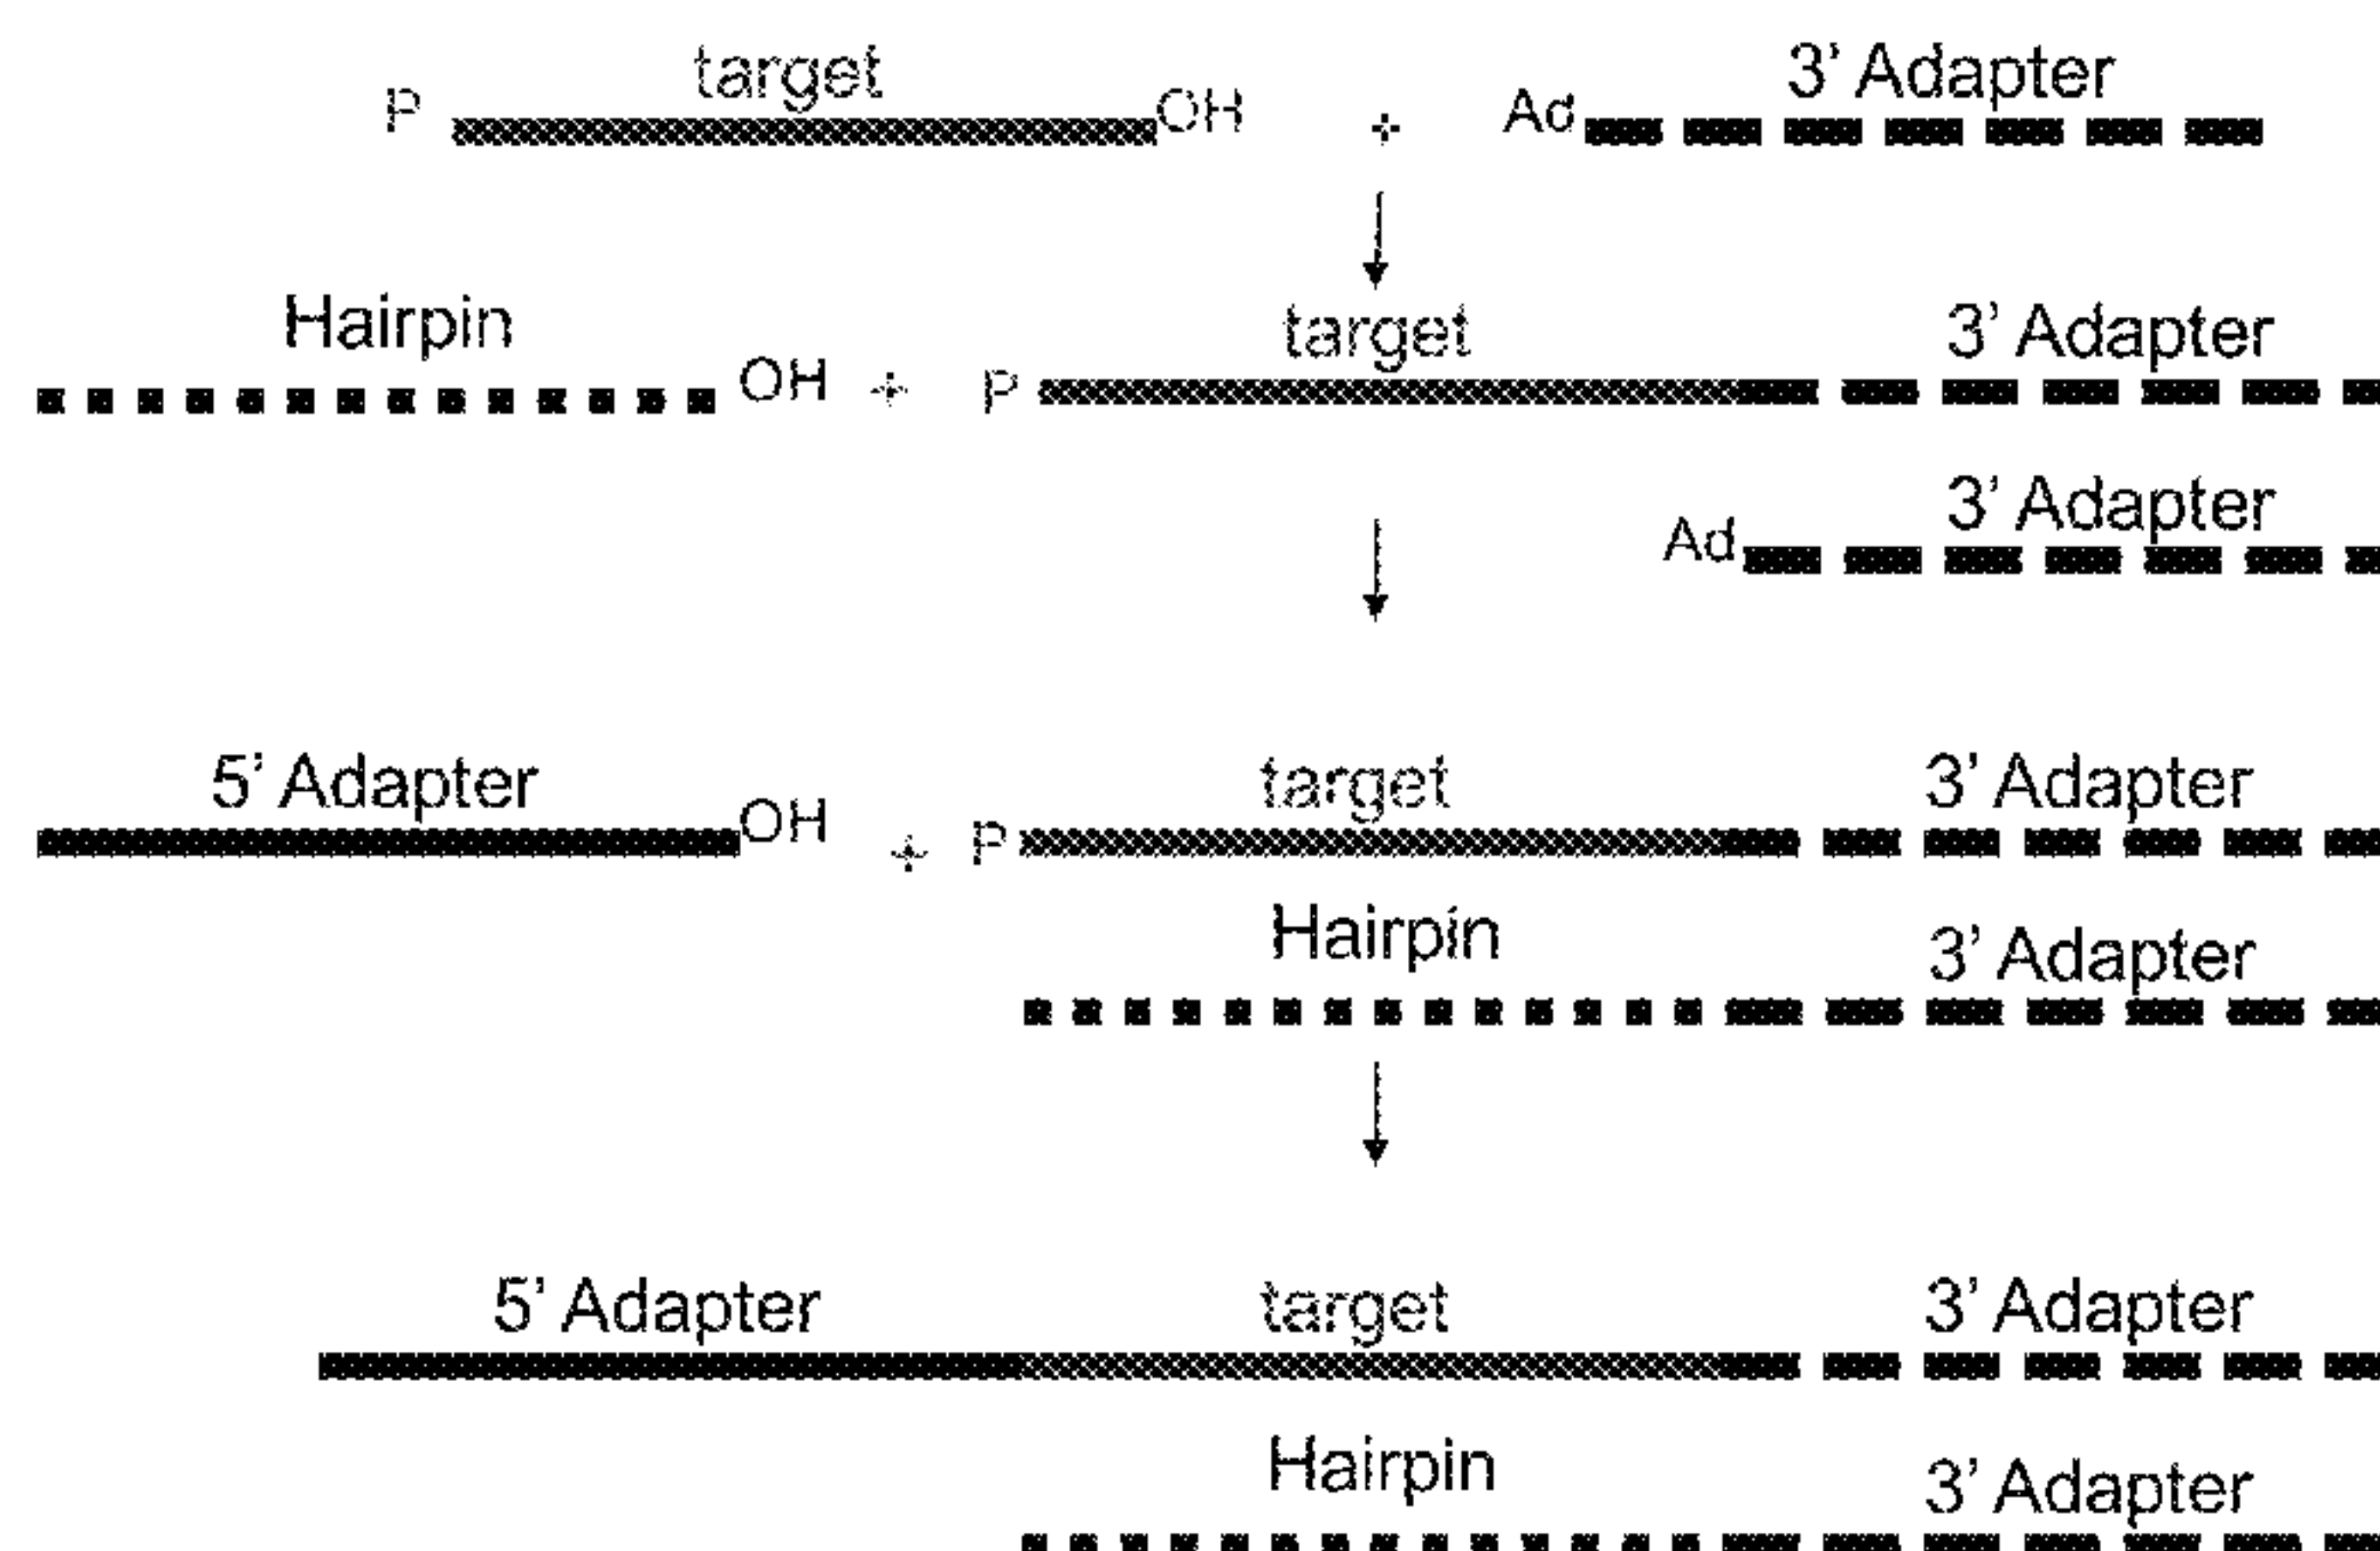 target 3' Adapter
P OH + Ad
Hairpin target 3' Adapter
OH + P
3' Adapter
Ad
5' Adapter target 3' Adapter
OH + P
Hairpin 3' Adapter
5' Adapter target 3' Adapter
Hairpin 3' Adapter